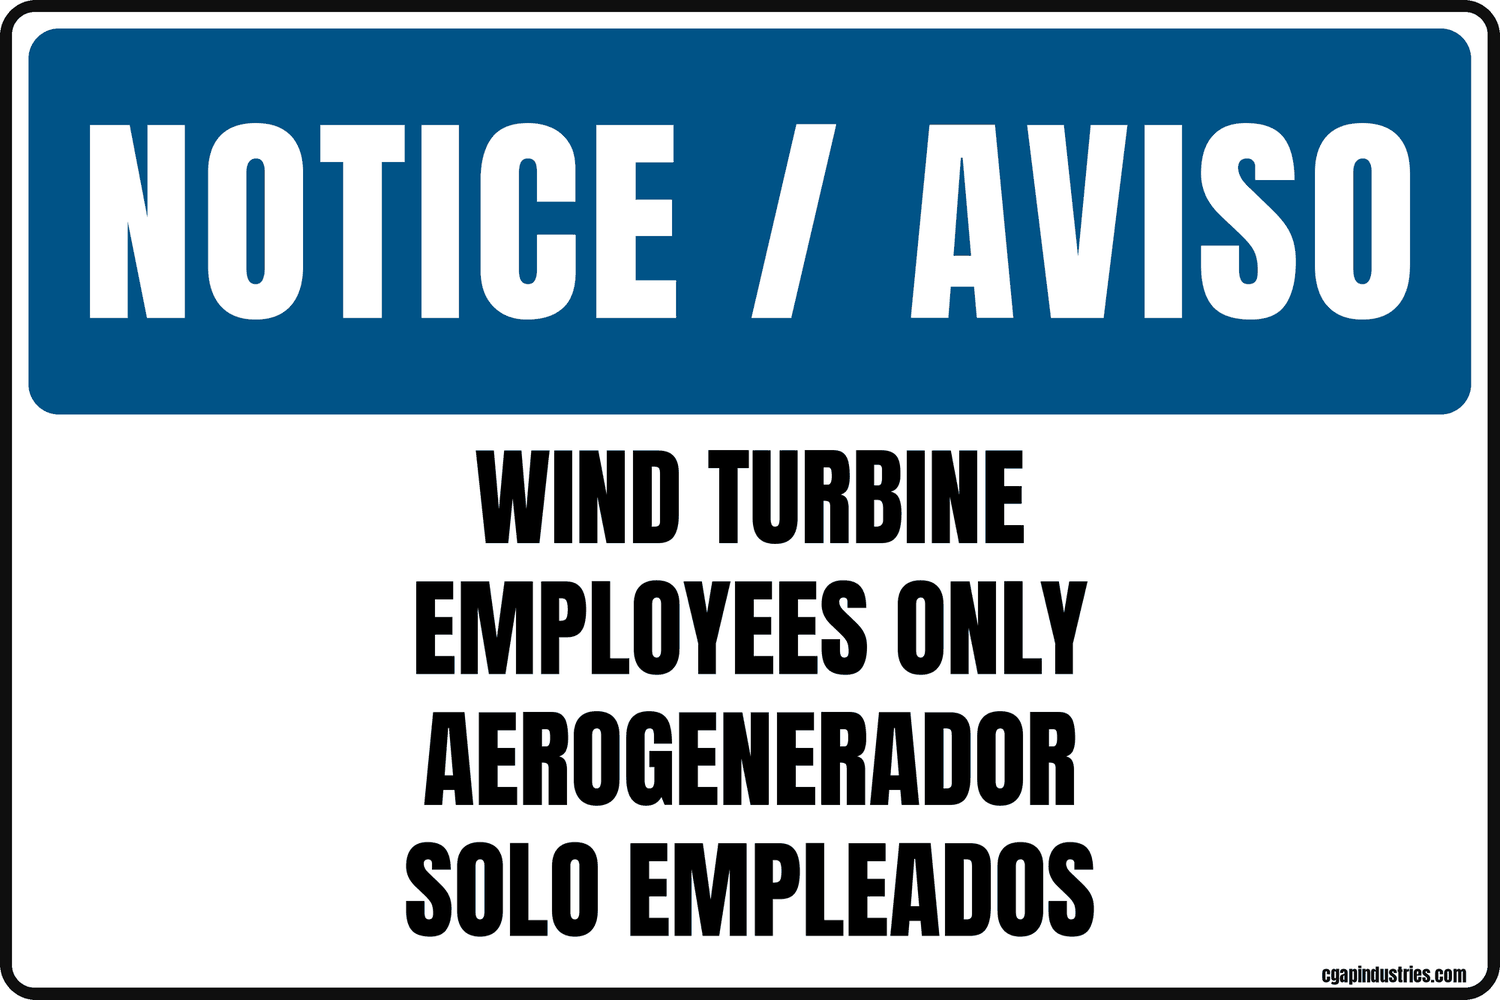 NOTICE / AVISO
WIND TURBINE
EMPLOYEES ONLY
AEROGENERADOR
SOLO EMPLEADOS
cgapindustries.com